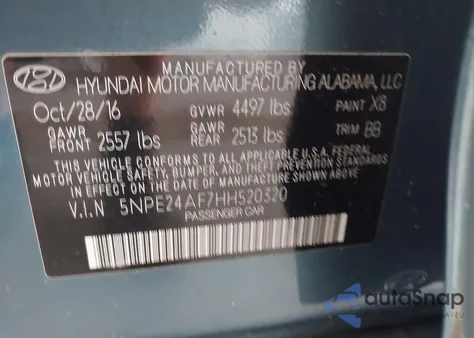 MANUFACTURED BY
HYUNDAI MOTOR MANUFACTURING ALABAMA, LLC
Oct/28/16 GVWR 4497 lbs PAINT X8
GAWR FRONT 2557 lbs GAWR REAR 2513 lbs TRIM BB
THIS VEHICLE CONFORMS TO ALL APPLICABLE U.S.A. FEDERAL
MOTOR VEHICLE SAFETY, BUMPER, AND THEFT PREVENTION STANDARDS
IN EFFECT ON THE DATE OF MANUFACTURE SHOWN ABOVE.
V.I.N 5NPE24AF7HH520320
PASSENGER CAR
autaSnap